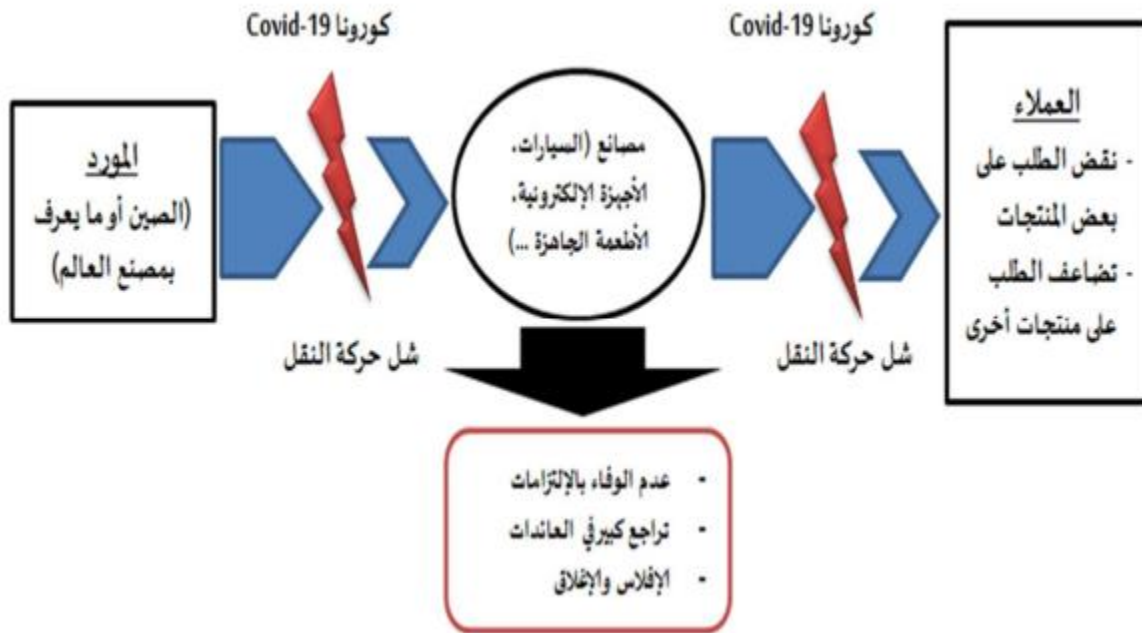 كورونا Covid-19
كورونا Covid-19
المورد
(الصين أو ما يعرف
بمصنع العالم)
مصانع (السيارات،
الأجهزة الإلكترونية،
الأطعمة الجاهزة ...)
العملاء
- نقض الطلب على
بعض المنتجات
- تضاعف الطلب
على منتجات أخرى
شل حركة النقل
شل حركة النقل
- عدم الوفاء بالإلتزامات
- تراجع كبير في العائدات
- الإفلاس والإغلاق